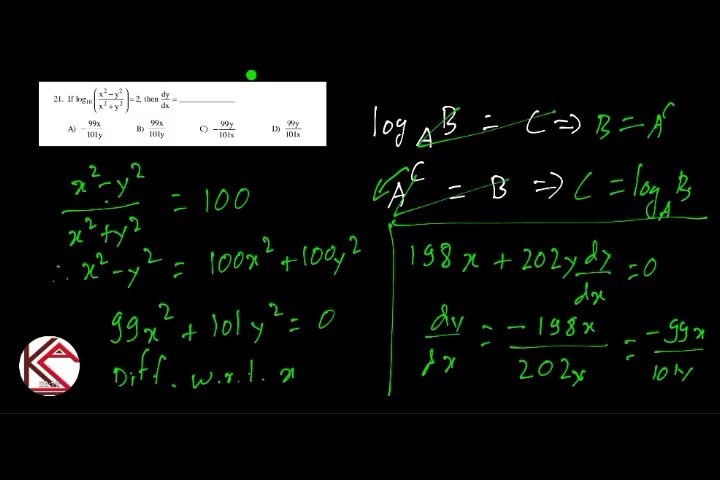 21. If log₁₀((x² − y²)/(x² + y²)) = 2, then dy/dx = ________
A) −99x/101y B) 99x/101y C) −99y/101x D) 99y/101x
log_A B = C ⇒ B = A^C
A^C = B ⇒ C = log_A B
(x² − y²)/(x² + y²) = 100
∴ x² − y² = 100x² + 100y²
99x² + 101y² = 0
Diff. w.r.t. x
198x + 202y dy/dx = 0
dy/dx = −198x/202y = −99x/101y